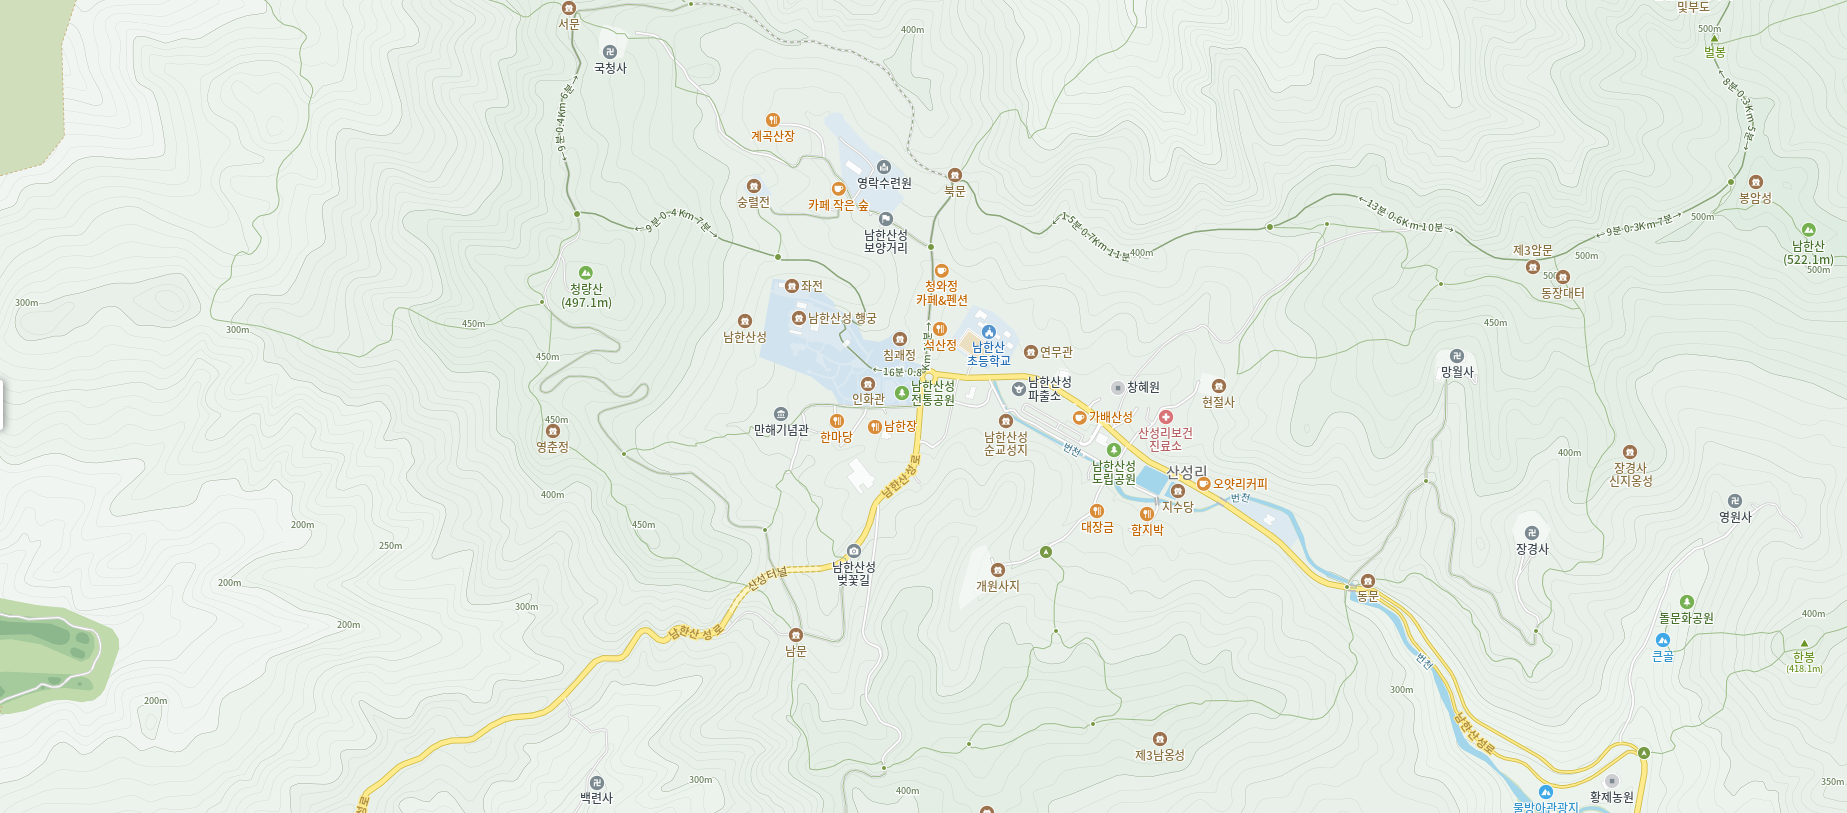 서문
국청사
400m
및부도
500m
벌봉
←8분 0.3Km 5분→
←9분 0.4Km 6분→
계곡산장
영락수련원
북문
숭렬전
카페 작은 숲
남한산성
보양거리
봉암성
500m
←9분 0.4Km 7분→
←15분 0.7Km 11분
400m
←13분 0.6Km 10분→
←9분 0.3Km 7분→
남한산
(522.1m)
제3암문
500m
500m
500m
동장대터
청량산
(497.1m)
좌전
청와정
카페&펜션
300m
450m
300m
남한산성 행궁
남한산성
침괘정
석산정
남한산
초등학교
연무관
450m
450m
망월사
←16분 0.8
남한산성
전통공원
인화관
남한산성
파출소
창혜원
현절사
만해기념관
한마당
남한장
가배산성
산성리보건
진료소
450m
영춘정
남한산성
순교성지
번천
400m
남한산성
도립공원
산성리
장경사
신지옹성
남한산성로
오얏리커피
번천
지수당
400m
영원사
200m
450m
대장금
함지박
250m
장경사
남한산성
벚꽃길
산성터널
개원사지
동문
200m
300m
돌문화공원
400m
200m
남한산성로
남문
큰골
한봉
(418.1m)
번천
300m
200m
남한산성로
제3남옹성
300m
400m
350m
백련사
황제농원
성로
물방아관광지